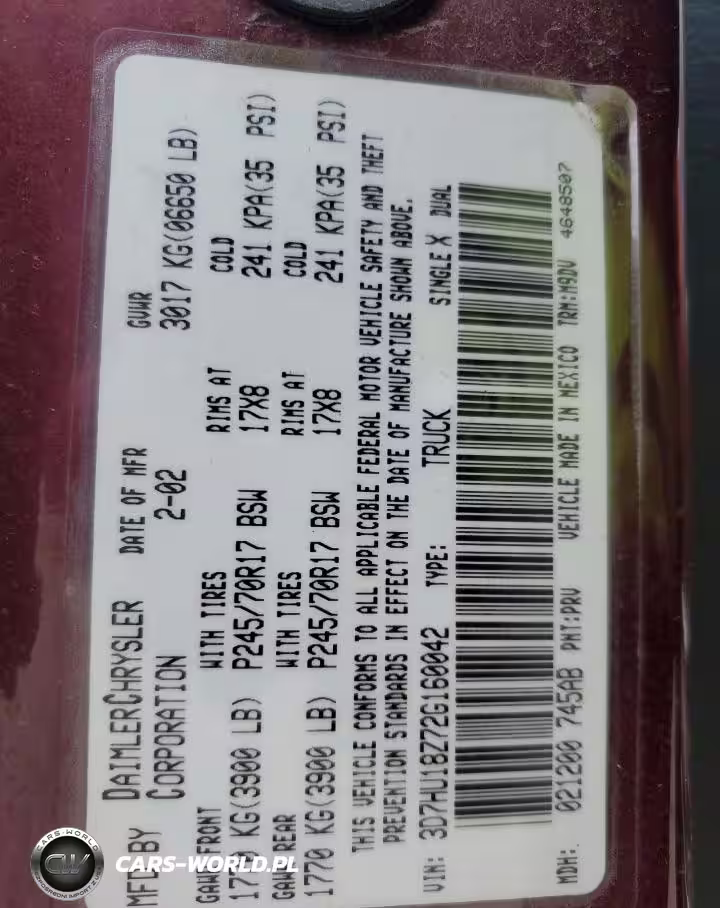 MFD BY DAIMLERCHRYSLER CORPORATION
DATE OF MFR 2-02
GVWR 3017 KG(06650 LB)
GAWR FRONT WITH TIRES RIMS AT COLD
1770 KG(3900 LB) P245/70R17 BSW 17X8 241 KPA(35 PSI)
GAWR REAR WITH TIRES RIMS AT COLD
1770 KG(3900 LB) P245/70R17 BSW 17X8 241 KPA(35 PSI)
THIS VEHICLE CONFORMS TO ALL APPLICABLE FEDERAL MOTOR VEHICLE SAFETY AND THEFT
PREVENTION STANDARDS IN EFFECT ON THE DATE OF MANUFACTURE SHOWN ABOVE.
VIN: 3D7HU18Z72G160042 TYPE: TRUCK SINGLE X DUAL
MDH: 021200 745AB PNT:PRV VEHICLE MADE IN MEXICO TRM:M9DV 4648507
CARS-WORLD
CW
CARS-WORLD.PL